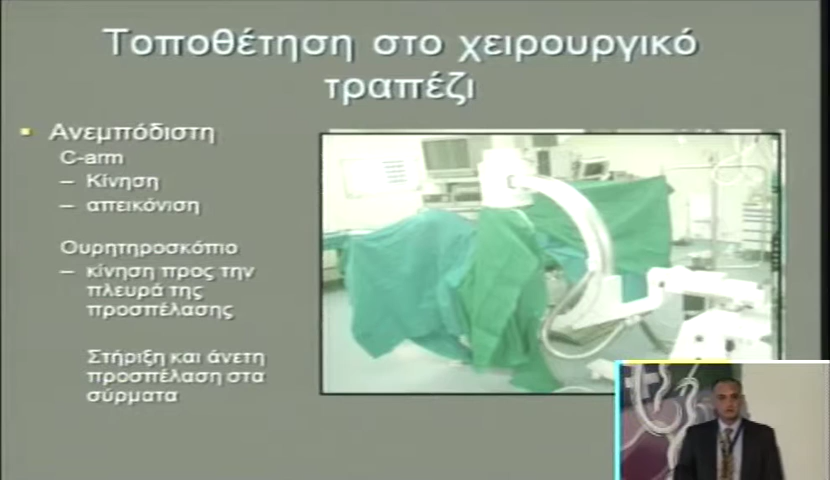 Τοποθέτηση στο χειρουργικό
τραπέζι
Ανεμπόδιστη
C-arm
– Κίνηση
– απεικόνιση
Ουρητηροσκόπιο
– κίνηση προς την
πλευρά της
προσπέλασης
Στήριξη και άνετη
προσπέλαση στα
σύρματα